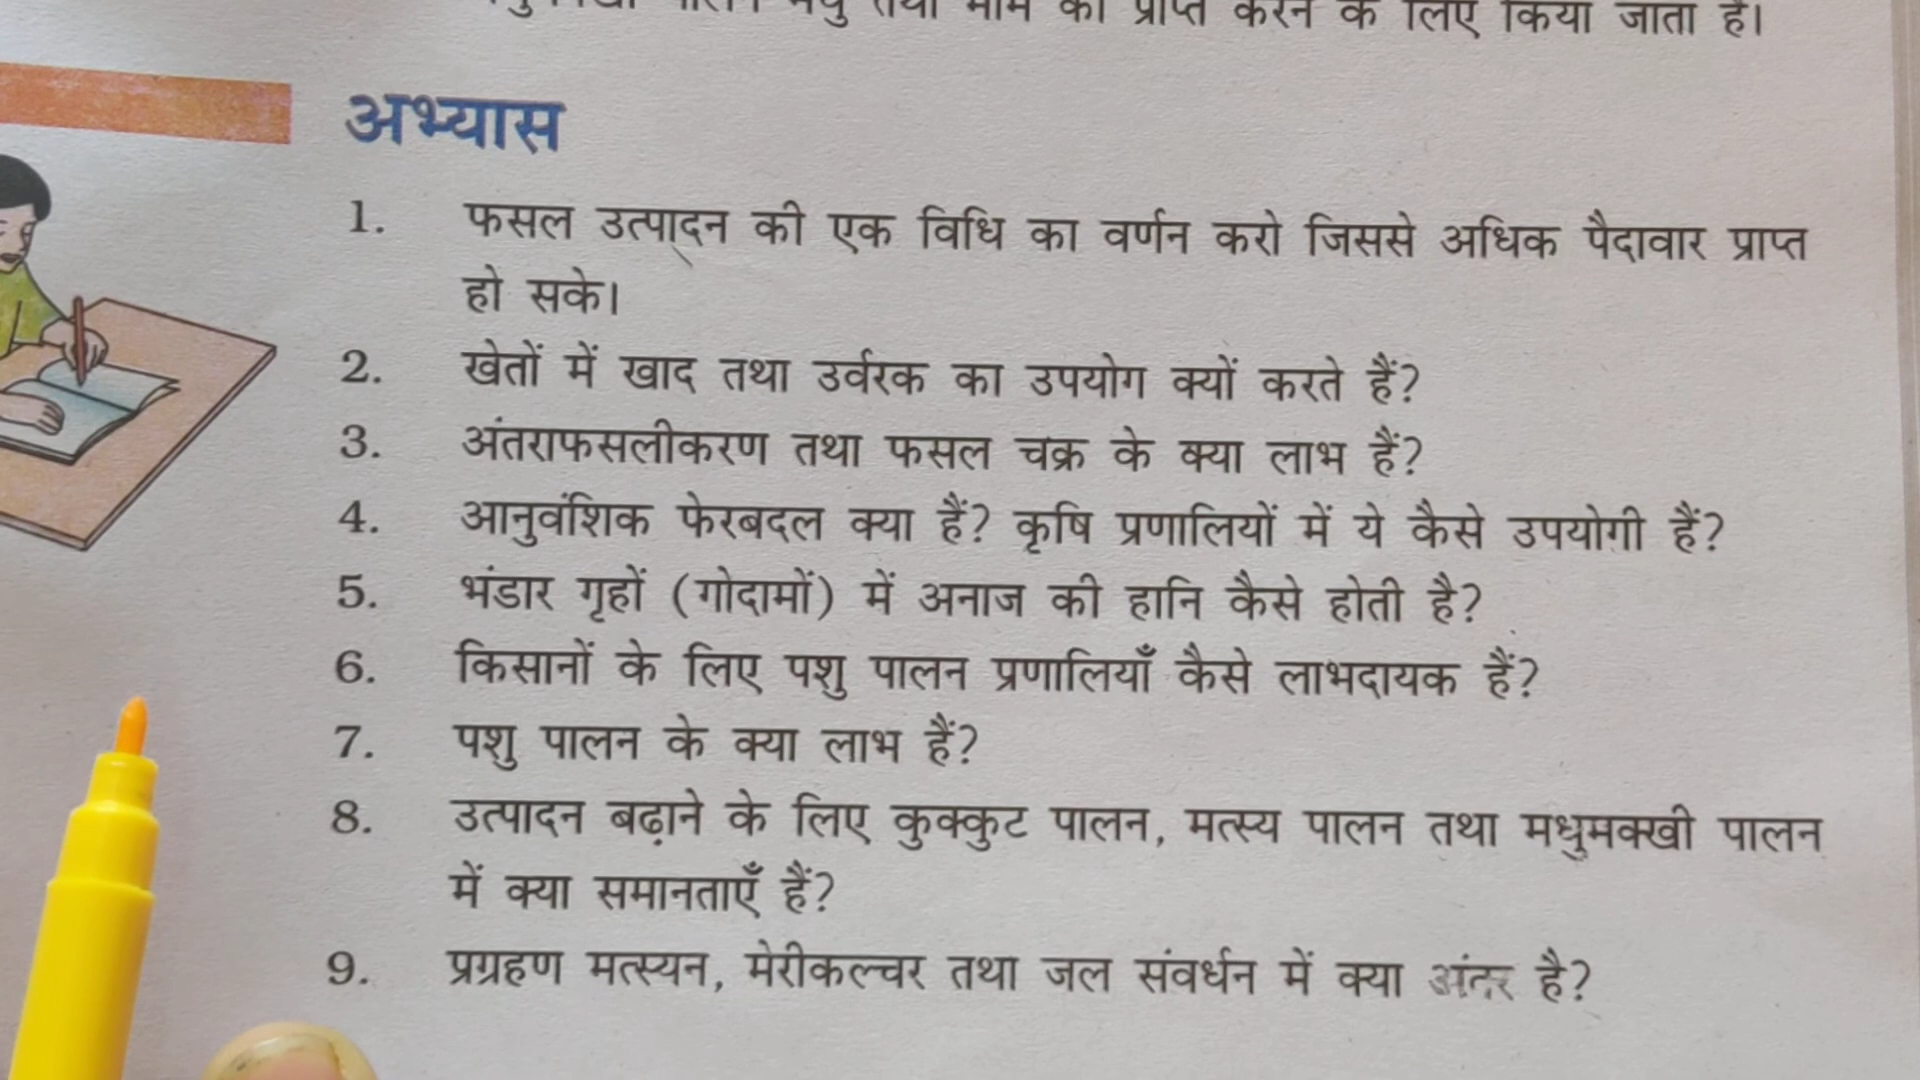 मधु तथा मोम को प्राप्त करने के लिए किया जाता है।
अभ्यास
1. फसल उत्पादन की एक विधि का वर्णन करो जिससे अधिक पैदावार प्राप्त
हो सके।
2. खेतों में खाद तथा उर्वरक का उपयोग क्यों करते हैं?
3. अंतराफसलीकरण तथा फसल चक्र के क्या लाभ हैं?
4. आनुवंशिक फेरबदल क्या हैं? कृषि प्रणालियों में ये कैसे उपयोगी हैं?
5. भंडार गृहों (गोदामों) में अनाज की हानि कैसे होती है?
6. किसानों के लिए पशु पालन प्रणालियाँ कैसे लाभदायक हैं?
7. पशु पालन के क्या लाभ हैं?
8. उत्पादन बढ़ाने के लिए कुक्कुट पालन, मत्स्य पालन तथा मधुमक्खी पालन
में क्या समानताएँ हैं?
9. प्रग्रहण मत्स्यन, मेरीकल्चर तथा जल संवर्धन में क्या अंतर है?